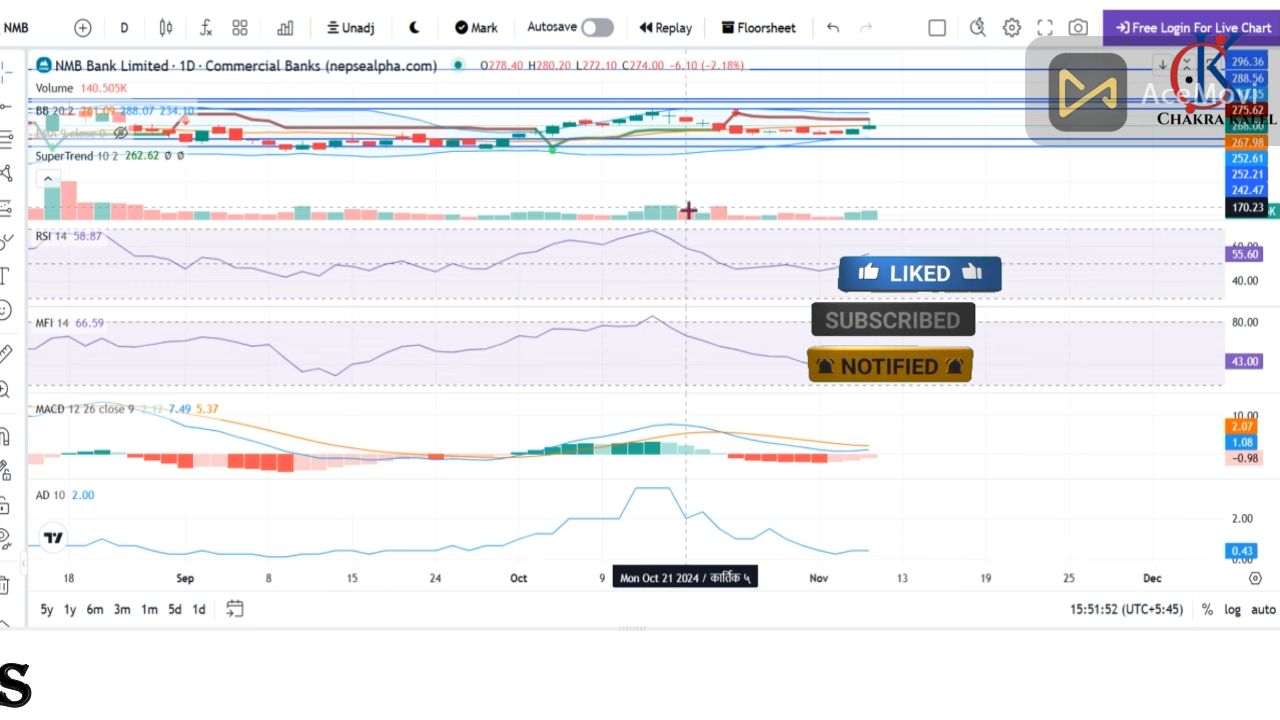 NMB D Unadj Mark Autosave Replay Floorsheet Free Login For Live Chart
NMB Bank Limited · 1D · Commercial Banks (nepsealpha.com) O278.40 H280.20 L272.10 C274.00 -6.10 (-2.18%)
Volume 140.505K
BB 20 2 261.09 288.07 234.10
SuperTrend 10 2 262.62 Ø Ø
AceMov
CHAKRA KAFLE
296.36
288.56
275.62
268.00
267.98
252.61
252.21
242.47
170.23
K
RSI 14 58.87
60.00
55.60
40.00
LIKED
SUBSCRIBED
NOTIFIED
MFI 14 66.59
80.00
43.00
MACD 12 26 close 9 2.12 7.49 5.37
10.00
2.07
1.08
-0.98
AD 10 2.00
2.00
0.43
0.00
18 Sep 8 15 24 Oct 9 Mon Oct 21 2024 / कार्तिक ५ Nov 13 19 25 Dec
5y 1y 6m 3m 1m 5d 1d 15:51:52 (UTC+5:45) % log auto
s